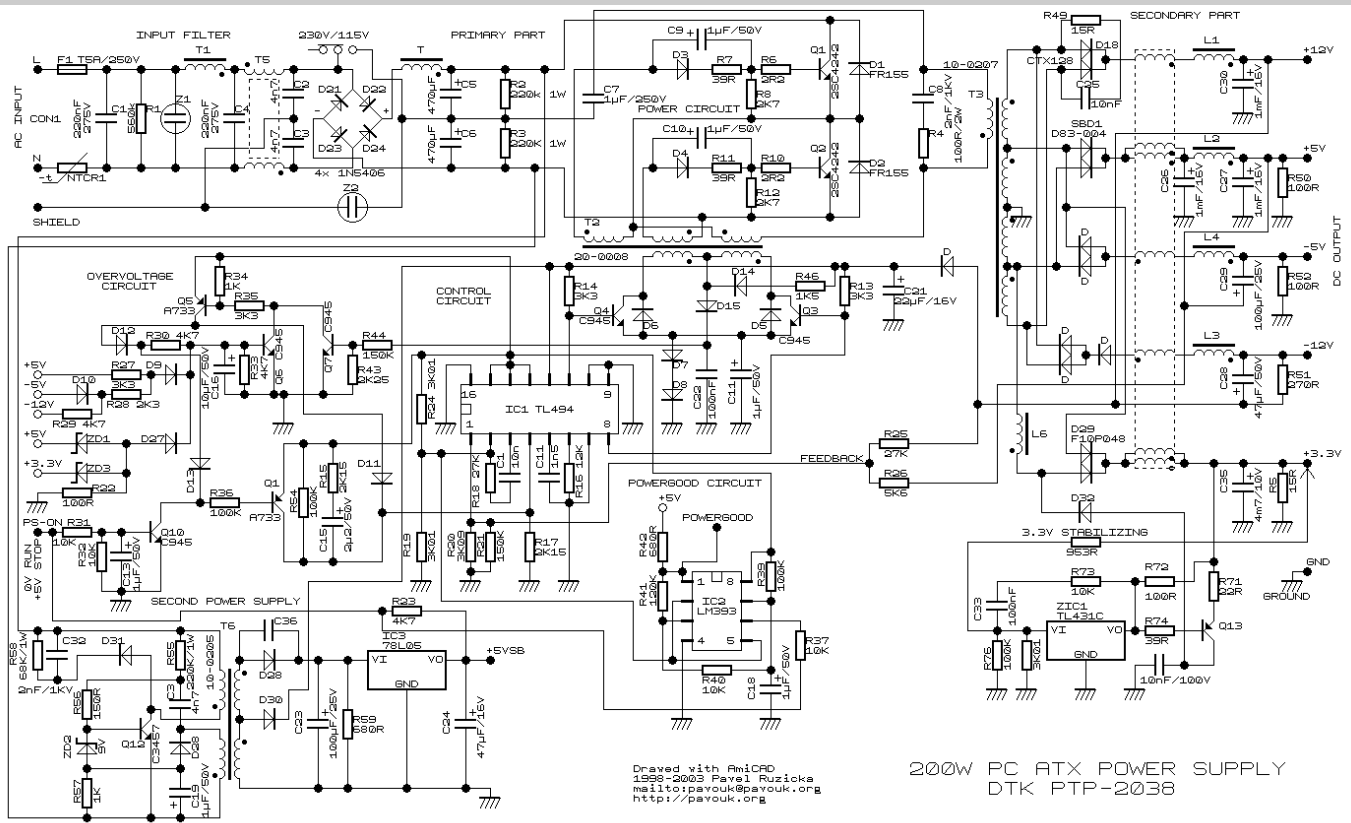 INPUT FILTER
230V/115V
PRIMARY PART
SECONDARY PART
L
F1 T5A/250V
T1
T5
T
C9
1µF/50V
D3
R7
39R
R6
2R2
Q1
2SC4242
D1
FR155
R8
2K7
POWER CIRCUIT
C10
1µF/50V
D4
R11
39R
R10
2R2
Q2
2SC4242
D2
FR155
R12
2K7
AC INPUT
CON1
C1
220nF
275V
R1
560k
Z1
220nF
275V
C4
C2
4n7
C3
4n7
D21
D22
D23
D24
4x 1N5406
C5
470µF
C6
470µF
R2
220k
1W
R3
220K
1W
C7
1µF/250V
C8
2nF/1KV
R4
100R/2W
10-0207
T3
N
-t
NTCR1
Z2
SHIELD
R49
15R
D18
CTX128
C25
10nF
SBD1
D83-004
L1
C30
1mF/16V
+12V
L2
C26
1mF/16V
C27
1mF/16V
+5V
R50
100R
L4
C29
100µF/25V
-5V
R52
100R
DC OUTPUT
D
D
L3
C28
47µF/50V
-12V
R51
270R
D
D
D
L6
D29
F10P048
C35
4m7/10V
R5
15R
+3.3V
D32
3.3V STABILIZING
953R
GND
GROUND
R73
10K
R72
100R
R71
22R
C33
100nF
ZIC1
TL431C
VI
VO
R74
39R
Q13
R76
100K
3K01
GND
10nF/100V
T2
20-0008
OVERVOLTAGE
CIRCUIT
CONTROL
CIRCUIT
R34
1K
Q5
A733
R35
3K3
C945
D12
R30 4K7
C945
Q6
Q7
R44
150K
R43
2K25
C16
10µF/50V
R33
4K7
+5V
R27
3K3
D9
-5V
D10
R28 2K3
-12V
R29 4K7
+5V
ZD1
D27
+3.3V
ZD3
R22
100R
D13
R36
100K
Q1
A733
R54
100K
R15
2K15
C15
2µ2/50V
D11
R14
3K3
Q4
C945
D6
D14
D15
R46
1K5
D5
Q3
C945
R13
3K3
C21
22µF/16V
D
D7
D8
C22
100nF
C11
1µF/50V
3K01
R24
16
9
IC1 TL494
1
8
R18 27K
C1
10n
C11
1n5
R16
12K
R19
3K01
R20
3K09
R21
150K
R17
2K15
FEEDBACK
R25
27K
R26
5K6
POWERGOOD CIRCUIT
+5V
POWERGOOD
R42
680R
R41
120K
1
8
IC2
LM393
4
5
R39
100K
R37
10K
R40
10K
C18
1µF/50V
PS-ON
R31
10K
0V RUN
+5V STOP
R32
10K
C13
1µF/50V
Q10
C945
SECOND POWER SUPPLY
R58
68K/1W
C32
2nF/1KV
D31
R55
220K/1W
T6
10-0205
R56
150R
C3
4n7
ZD2
9V
Q12
C3457
D28
R57
1K
C19
1µF/50V
C36
D28
D30
C23
100µF/25V
R59
680R
IC3
78L05
VI
VO
GND
R23
4K7
+5VSB
C24
47µF/16V
Drawed with AmiCAD
1998-2003 Pavel Ruzicka
mailto:pavouk@pavouk.org
http://pavouk.org
200W PC ATX POWER SUPPLY
DTK PTP-2038